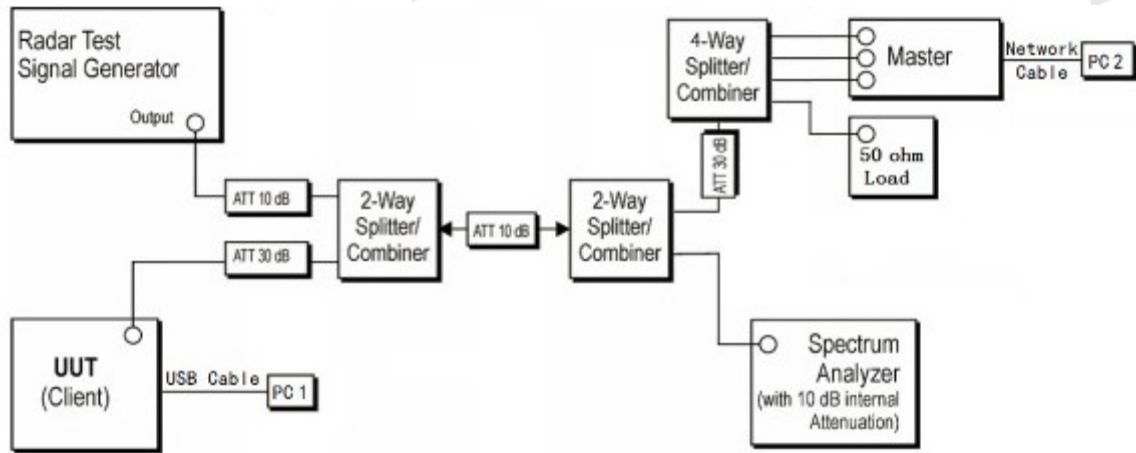 Radar Test
Signal Generator
Output
ATT 10 dB
ATT 30 dB
2-Way
Splitter/
Combiner
ATT 10 dB
2-Way
Splitter/
Combiner
ATT 30 dB
4-Way
Splitter/
Combiner
Master
Network
Cable
PC 2
50 ohm
Load
UUT
(Client)
USB Cable
PC 1
Spectrum
Analyzer
(with 10 dB internal
Attenuation)